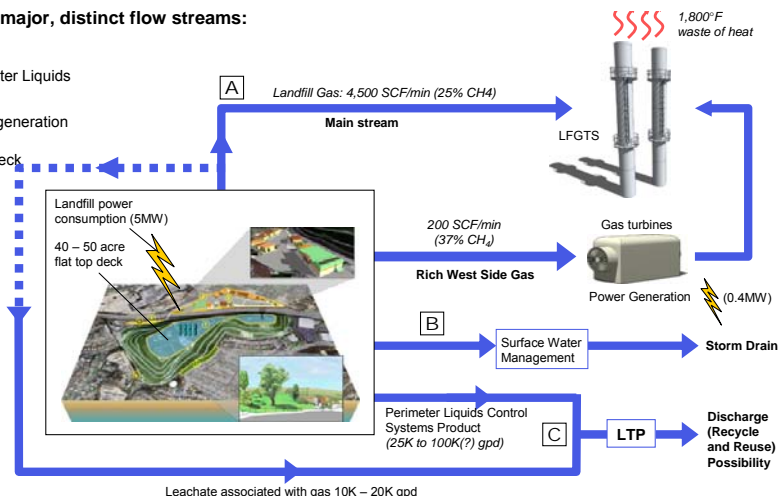 major, distinct flow streams:
Liquids
generation
1,800°F
waste of heat
A
Landfill Gas: 4,500 SCF/min (25% CH4)
Main stream
LFGTS
Landfill power
consumption (5MW)
40 – 50 acre
flat top deck
200 SCF/min
(37% CH₄)
Rich West Side Gas
Gas turbines
Power Generation
(0.4MW)
B
Surface Water
Management
Storm Drain
Perimeter Liquids Control
Systems Product
(25K to 100K(?) gpd)
C
LTP
Discharge
(Recycle
and Reuse)
Possibility
Leachate associated with gas 10K – 20K gpd